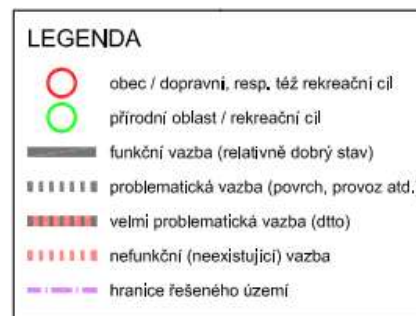 LEGENDA
obec / dopravní, resp. též rekreační cíl
přírodní oblast / rekreační cíl
funkční vazba (relativně dobrý stav)
problematická vazba (povrch, provoz atd.)
velmi problematická vazba (dtto)
nefunkční (neexistující) vazba
hranice řešeného území